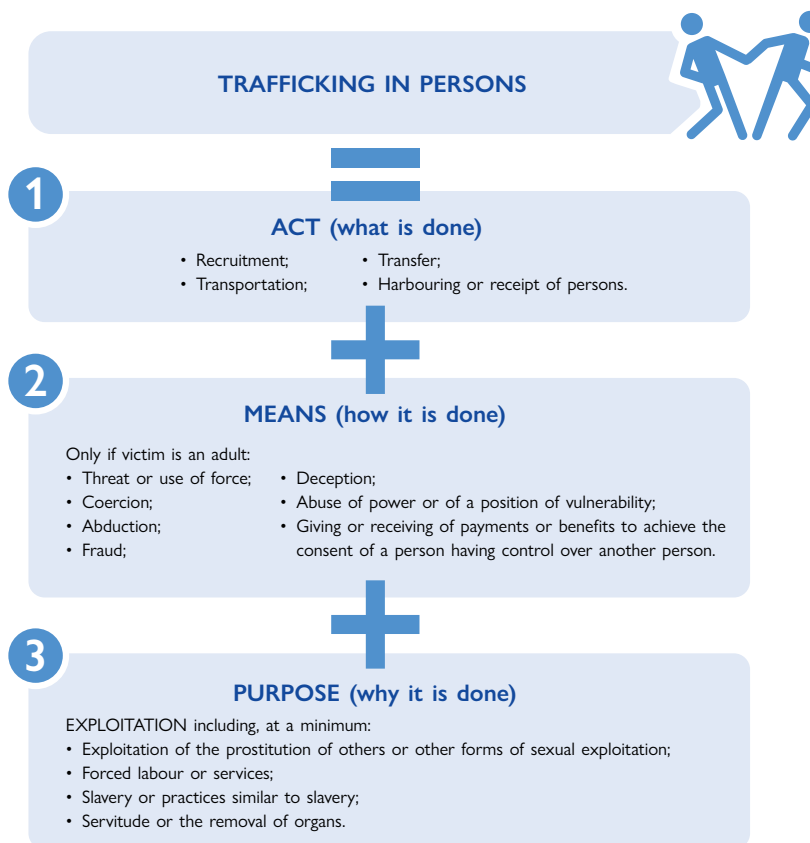 TRAFFICKING IN PERSONS
1
ACT (what is done)
• Recruitment;
• Transportation;
• Transfer;
• Harbouring or receipt of persons.
2
MEANS (how it is done)
Only if victim is an adult:
• Threat or use of force;
• Coercion;
• Abduction;
• Fraud;
• Deception;
• Abuse of power or of a position of vulnerability;
• Giving or receiving of payments or benefits to achieve the
consent of a person having control over another person.
3
PURPOSE (why it is done)
EXPLOITATION including, at a minimum:
• Exploitation of the prostitution of others or other forms of sexual exploitation;
• Forced labour or services;
• Slavery or practices similar to slavery;
• Servitude or the removal of organs.